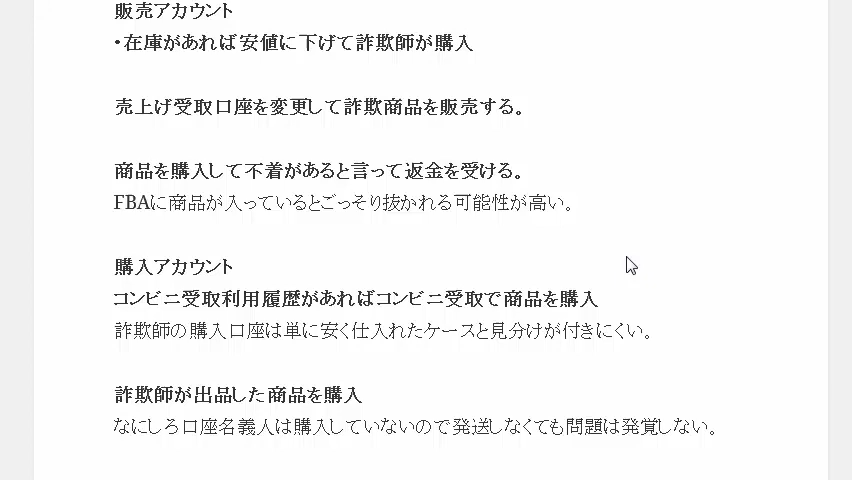 販売アカウント
・在庫があれば安値に下げて詐欺師が購入
売上げ受取口座を変更して詐欺商品を販売する。
商品を購入して不着があると言って返金を受ける。
FBAに商品が入っているとごっそり抜かれる可能性が高い。
購入アカウント
コンビニ受取利用履歴があればコンビニ受取で商品を購入
詐欺師の購入口座は単に安く仕入れたケースと見分けが付きにくい。
詐欺師が出品した商品を購入
なにしろ口座名義人は購入していないので発送しなくても問題は発覚しない。